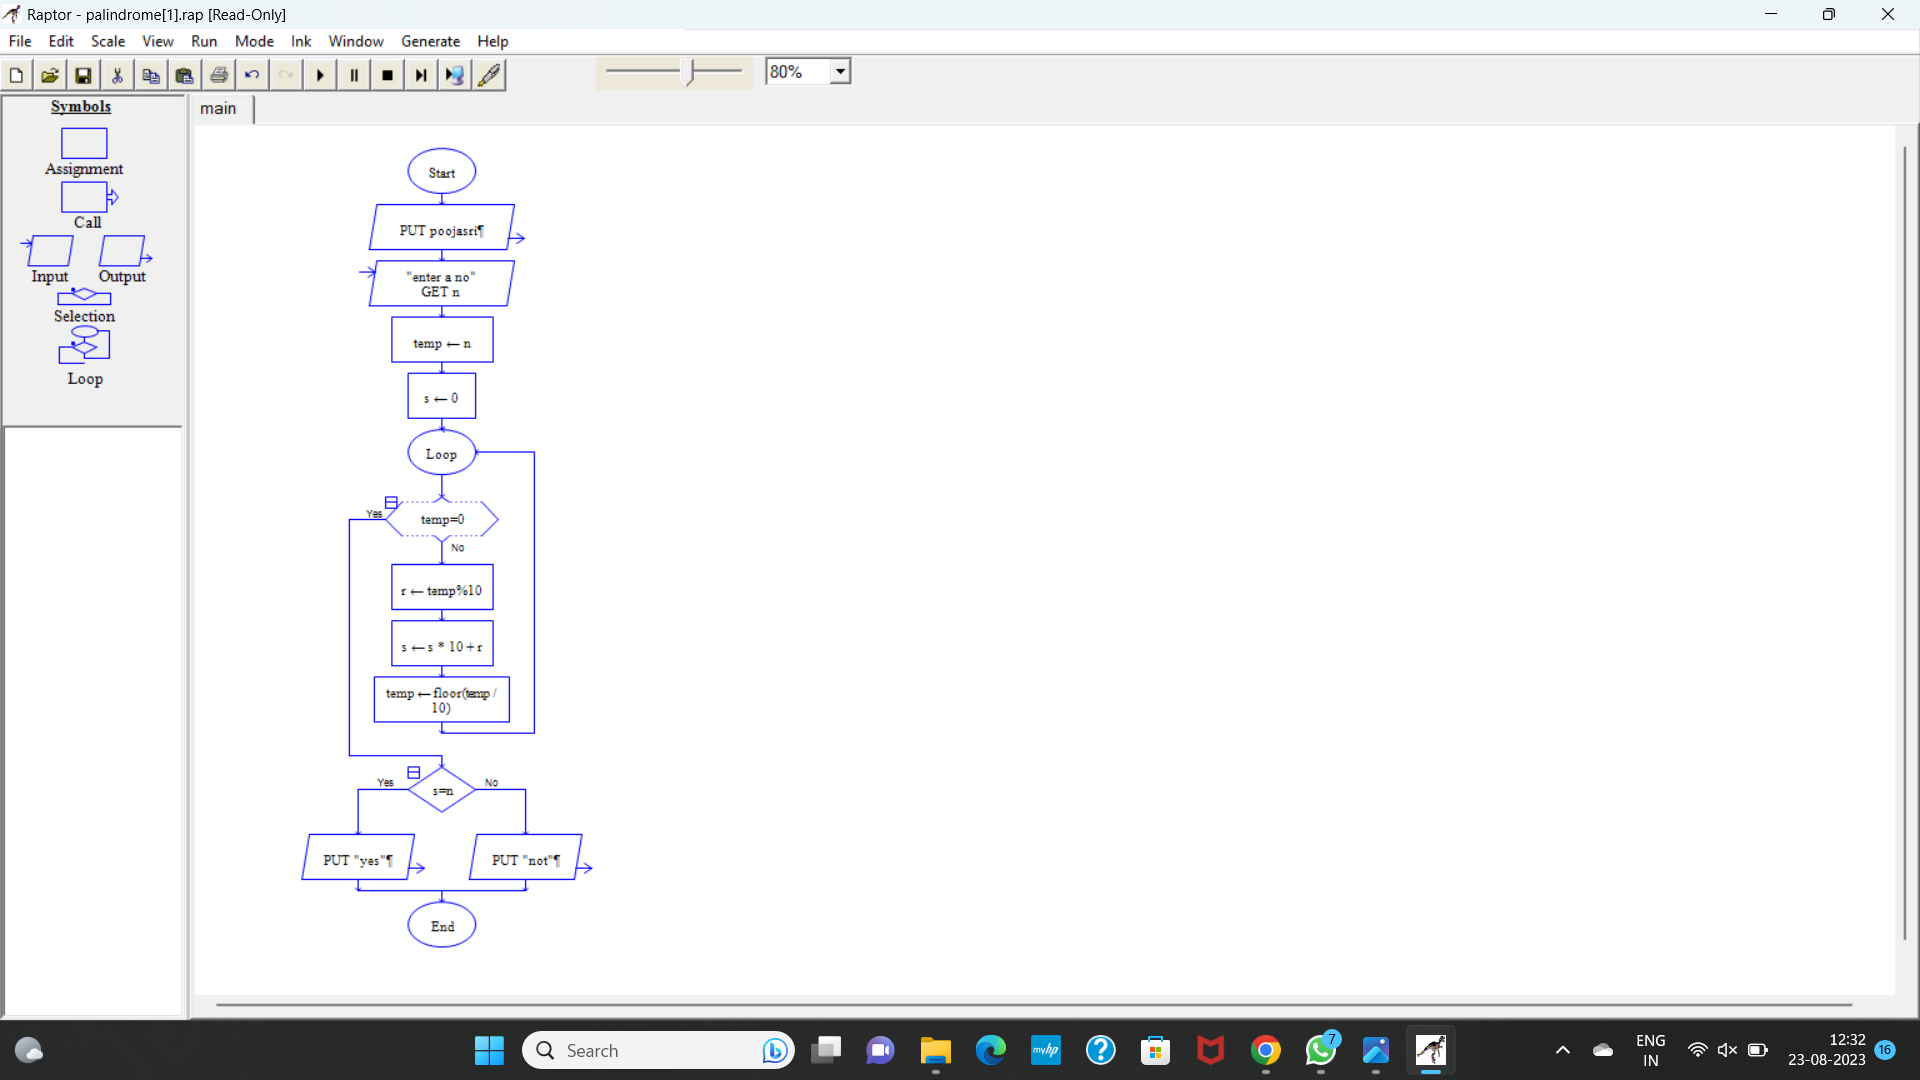 Raptor - palindrome[1].rap [Read-Only]
File Edit Scale View Run Mode Ink Window Generate Help
80%
Symbols
Assignment
Call
Input Output
Selection
Loop
main
Start
PUT poojasri¶
"enter a no"
GET n
temp ← n
s ← 0
Loop
Yes
temp=0
No
r ← temp%10
s ← s * 10 + r
temp ← floor(temp /
10)
Yes
s=n
No
PUT "yes"¶
PUT "not"¶
End
Search
myhp
7
ENG
IN
12:32
23-08-2023
16